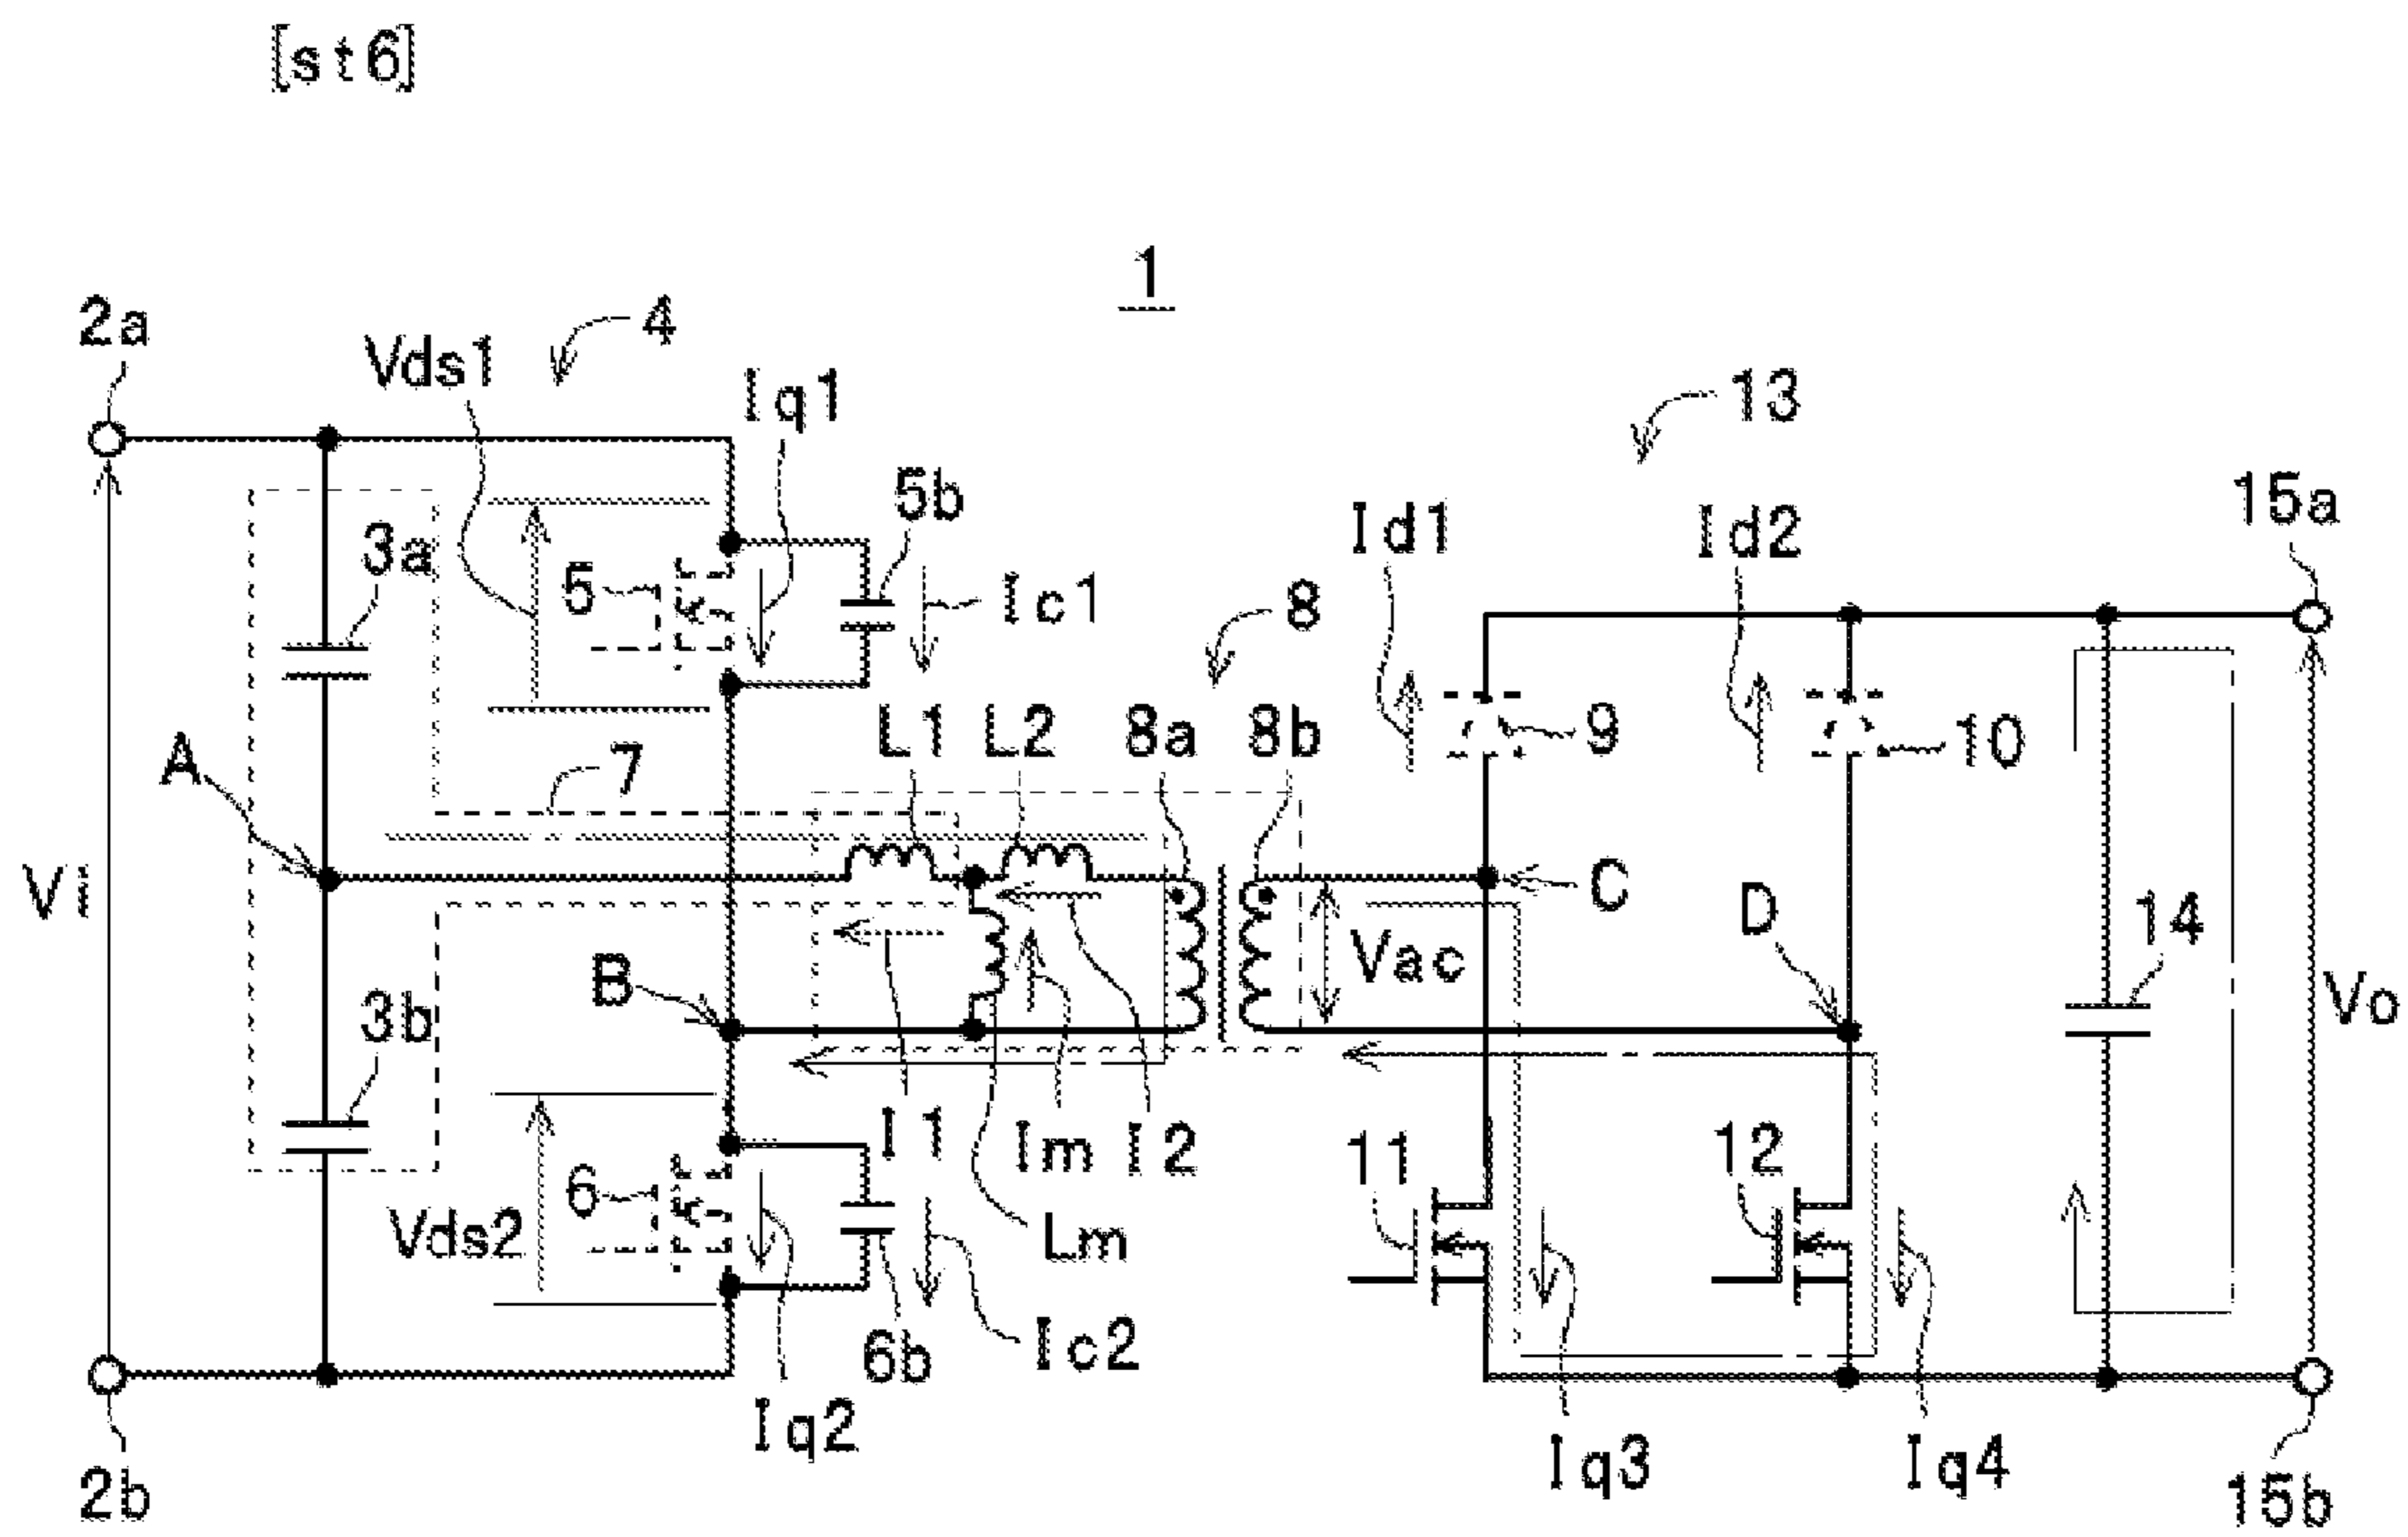 [st6]
1
2a
Vds1
4
Iq1
13
5b
15a
3a
5
Ic1
8
Id1
Id2
A
7
L1
L2
8a
8b
9
10
Vi
C
B
Vac
D
14
Vo
3b
I1
Im
I2
11
12
6
Vds2
Lm
6b
Ic2
Iq2
Iq3
Iq4
2b
15b